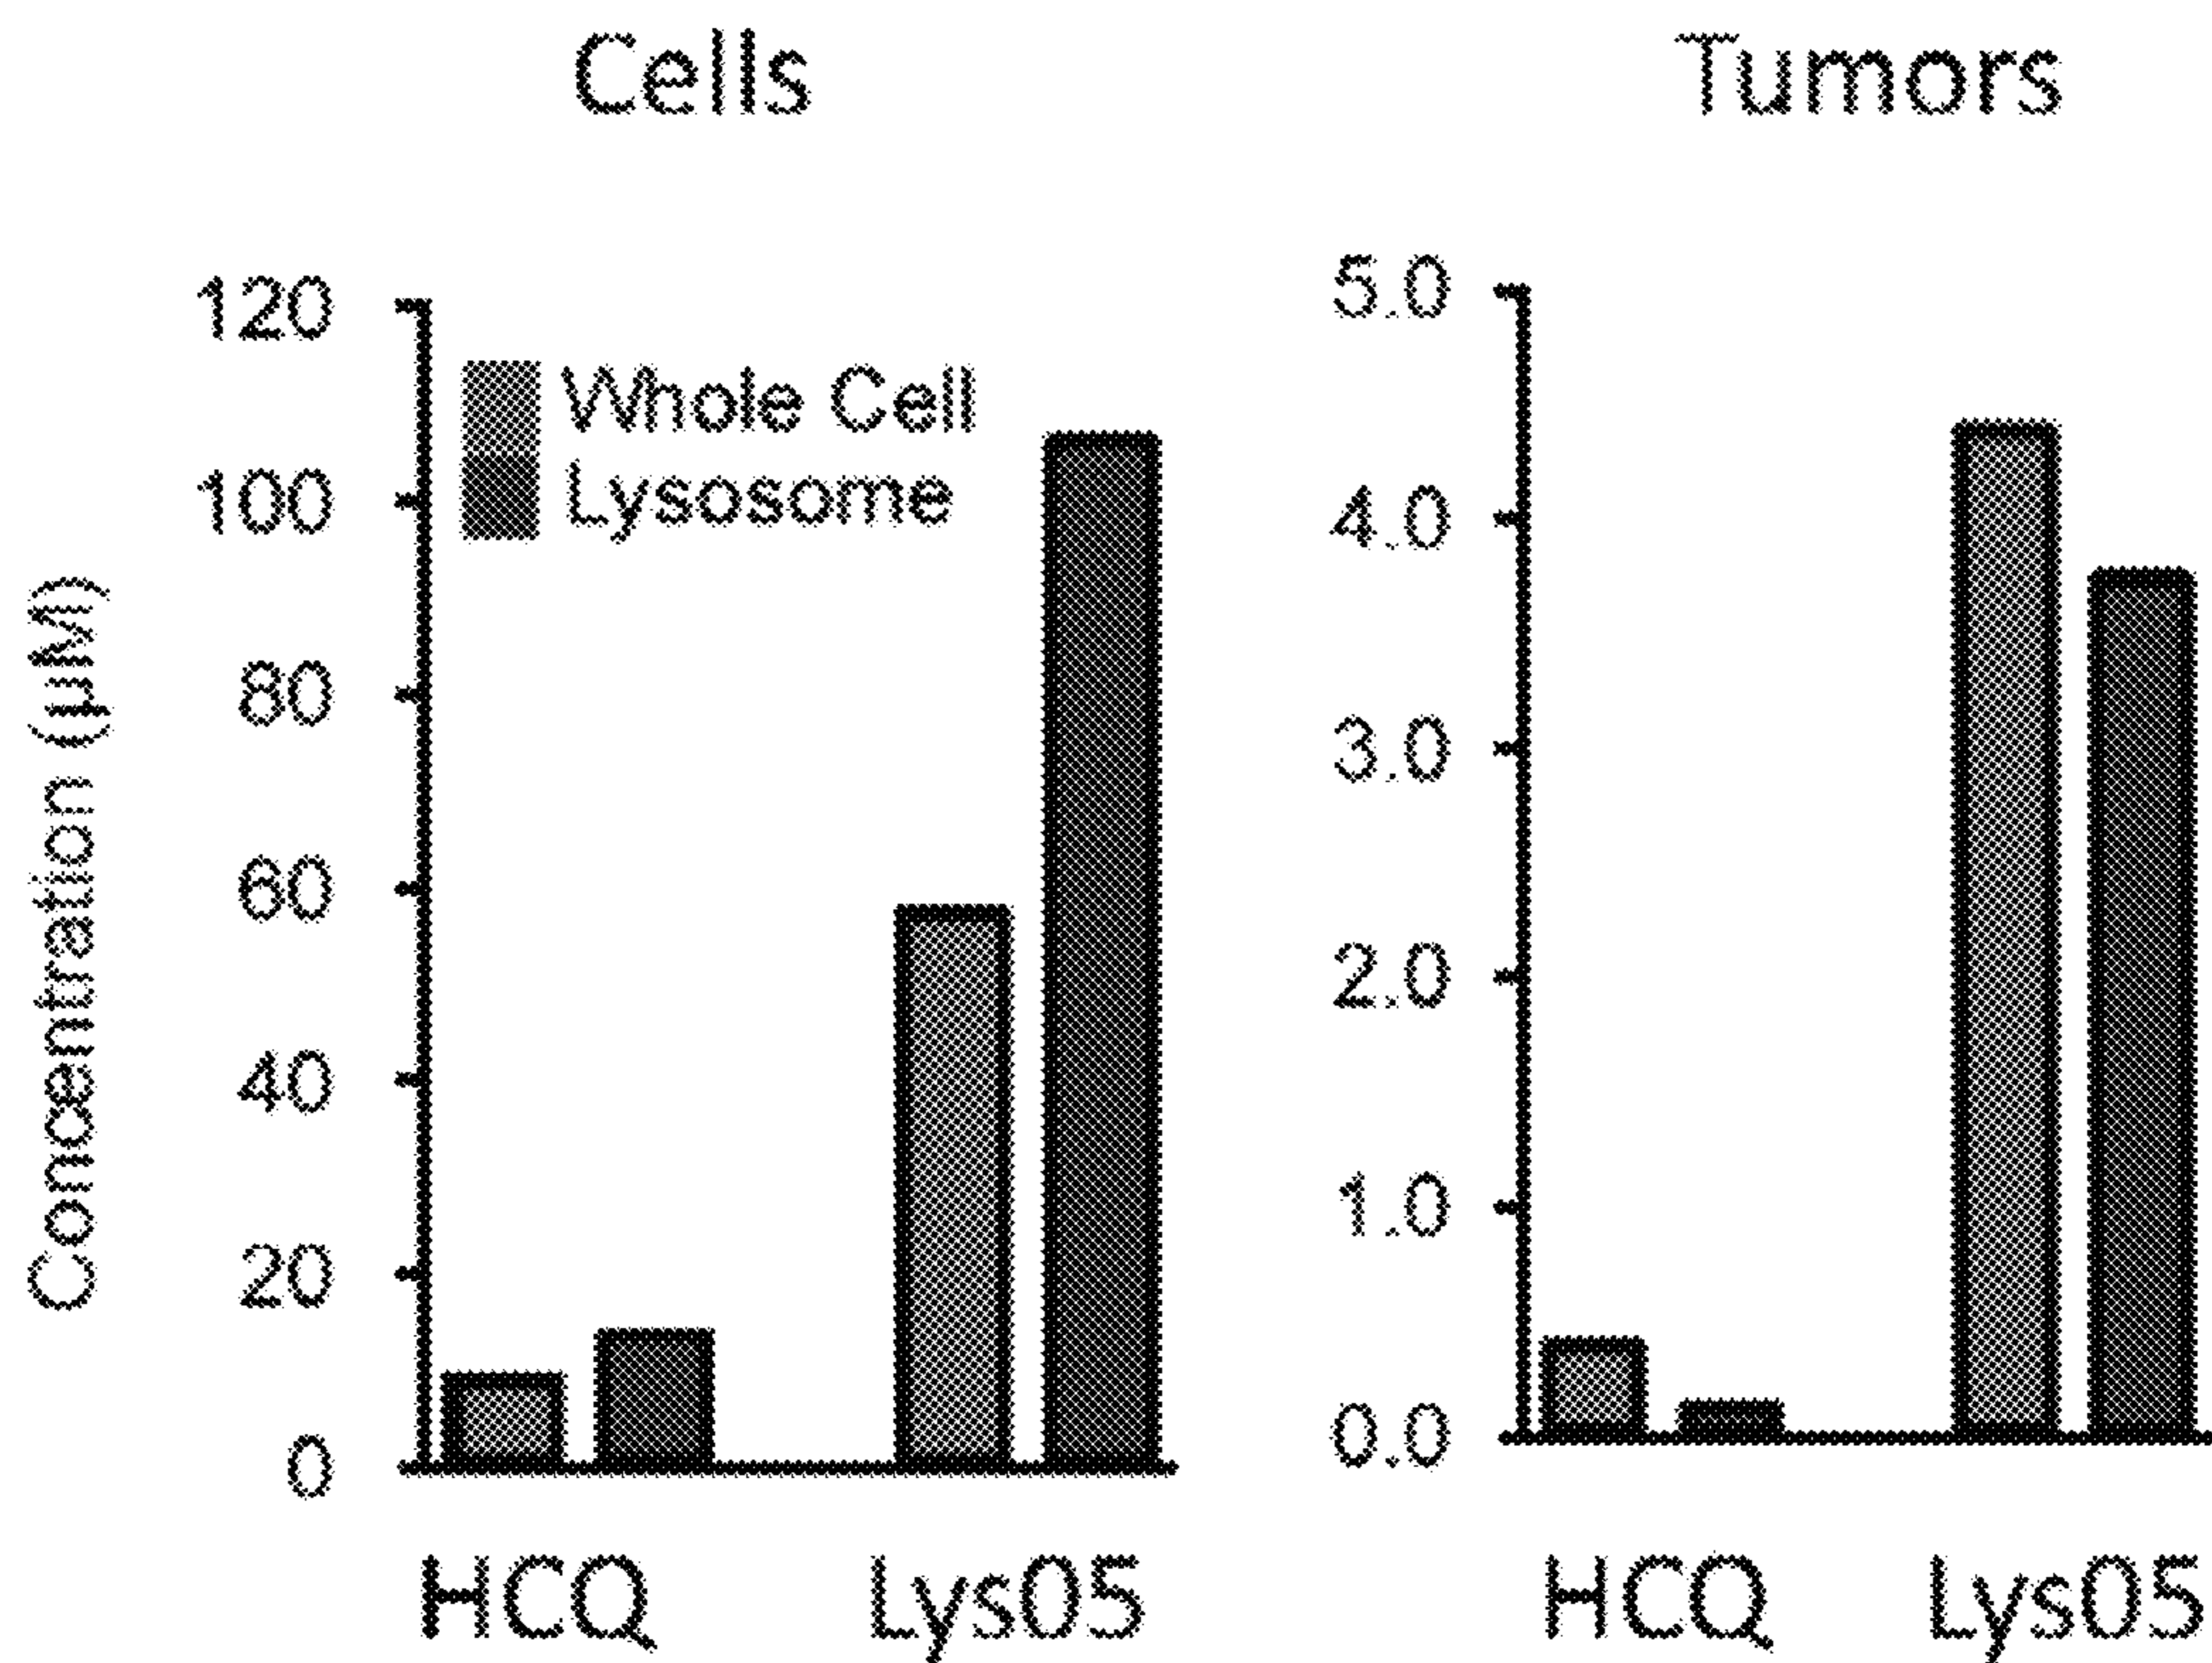 Cells
Tumors
Concentration (µM)
120
100
80
60
40
20
0
Whole Cell
Lysosome
HCQ
Lys05
5.0
4.0
3.0
2.0
1.0
0.0
HCQ
Lys05